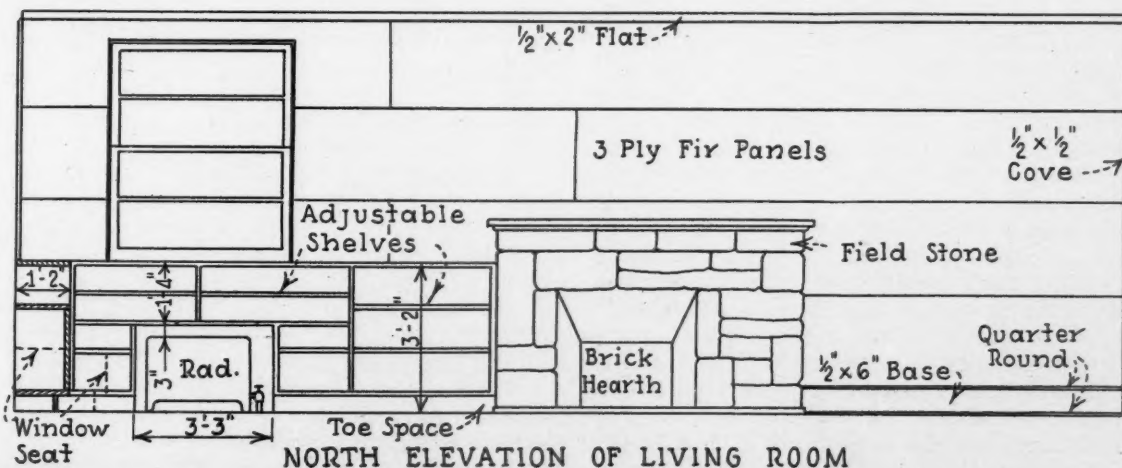 ½"x 2" Flat
3 Ply Fir Panels
½"x ½"
Cove
Adjustable
Shelves
Field Stone
1'-2"
1'-4"
3'-2"
Quarter
Round
3"
Rad.
Brick
Hearth
½"x 6" Base
Window
Seat
3'-3"
Toe Space
NORTH ELEVATION OF LIVING ROOM